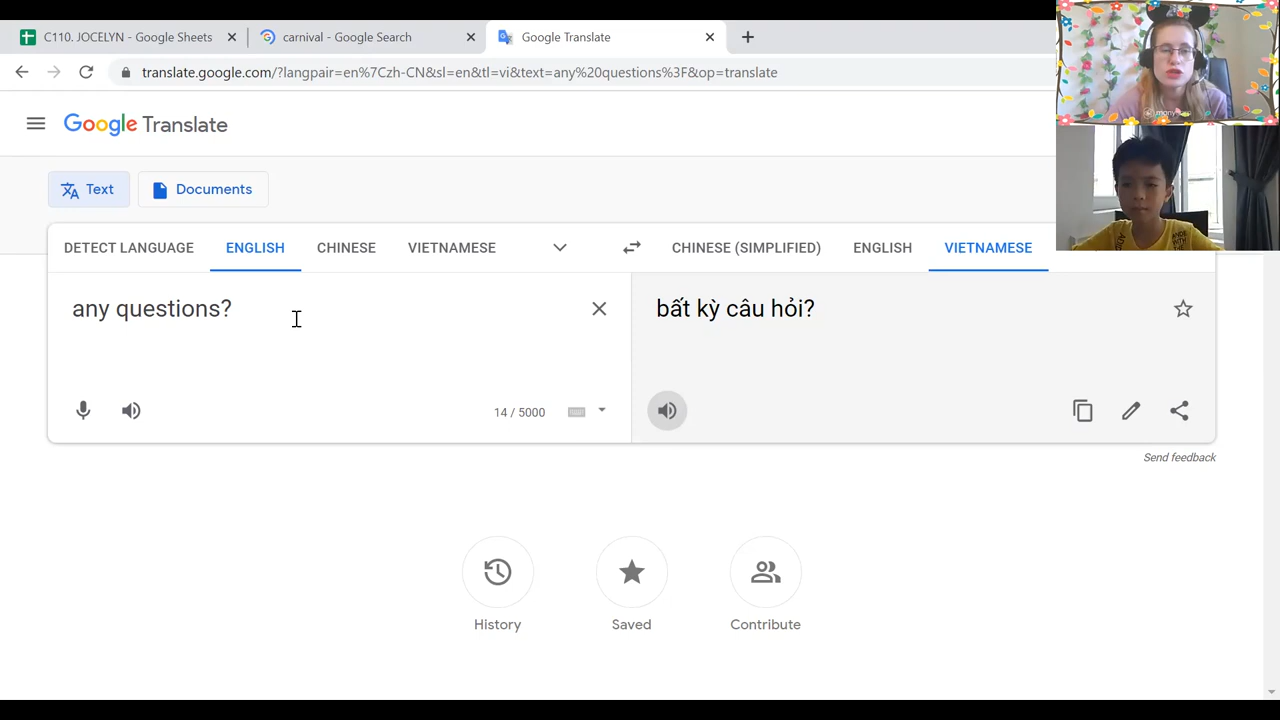 C110. JOCELYN - Google Sheets
carnival - Google Search
Google Translate
translate.google.com/?langpair=en%7Czh-CN&sl=en&tl=vi&text=any%20questions%3F&op=translate
Google Translate
Text
Documents
DETECT LANGUAGE ENGLISH CHINESE VIETNAMESE
CHINESE (SIMPLIFIED) ENGLISH VIETNAMESE
any questions?
bất kỳ câu hỏi?
14 / 5000
Send feedback
History
Saved
Contribute